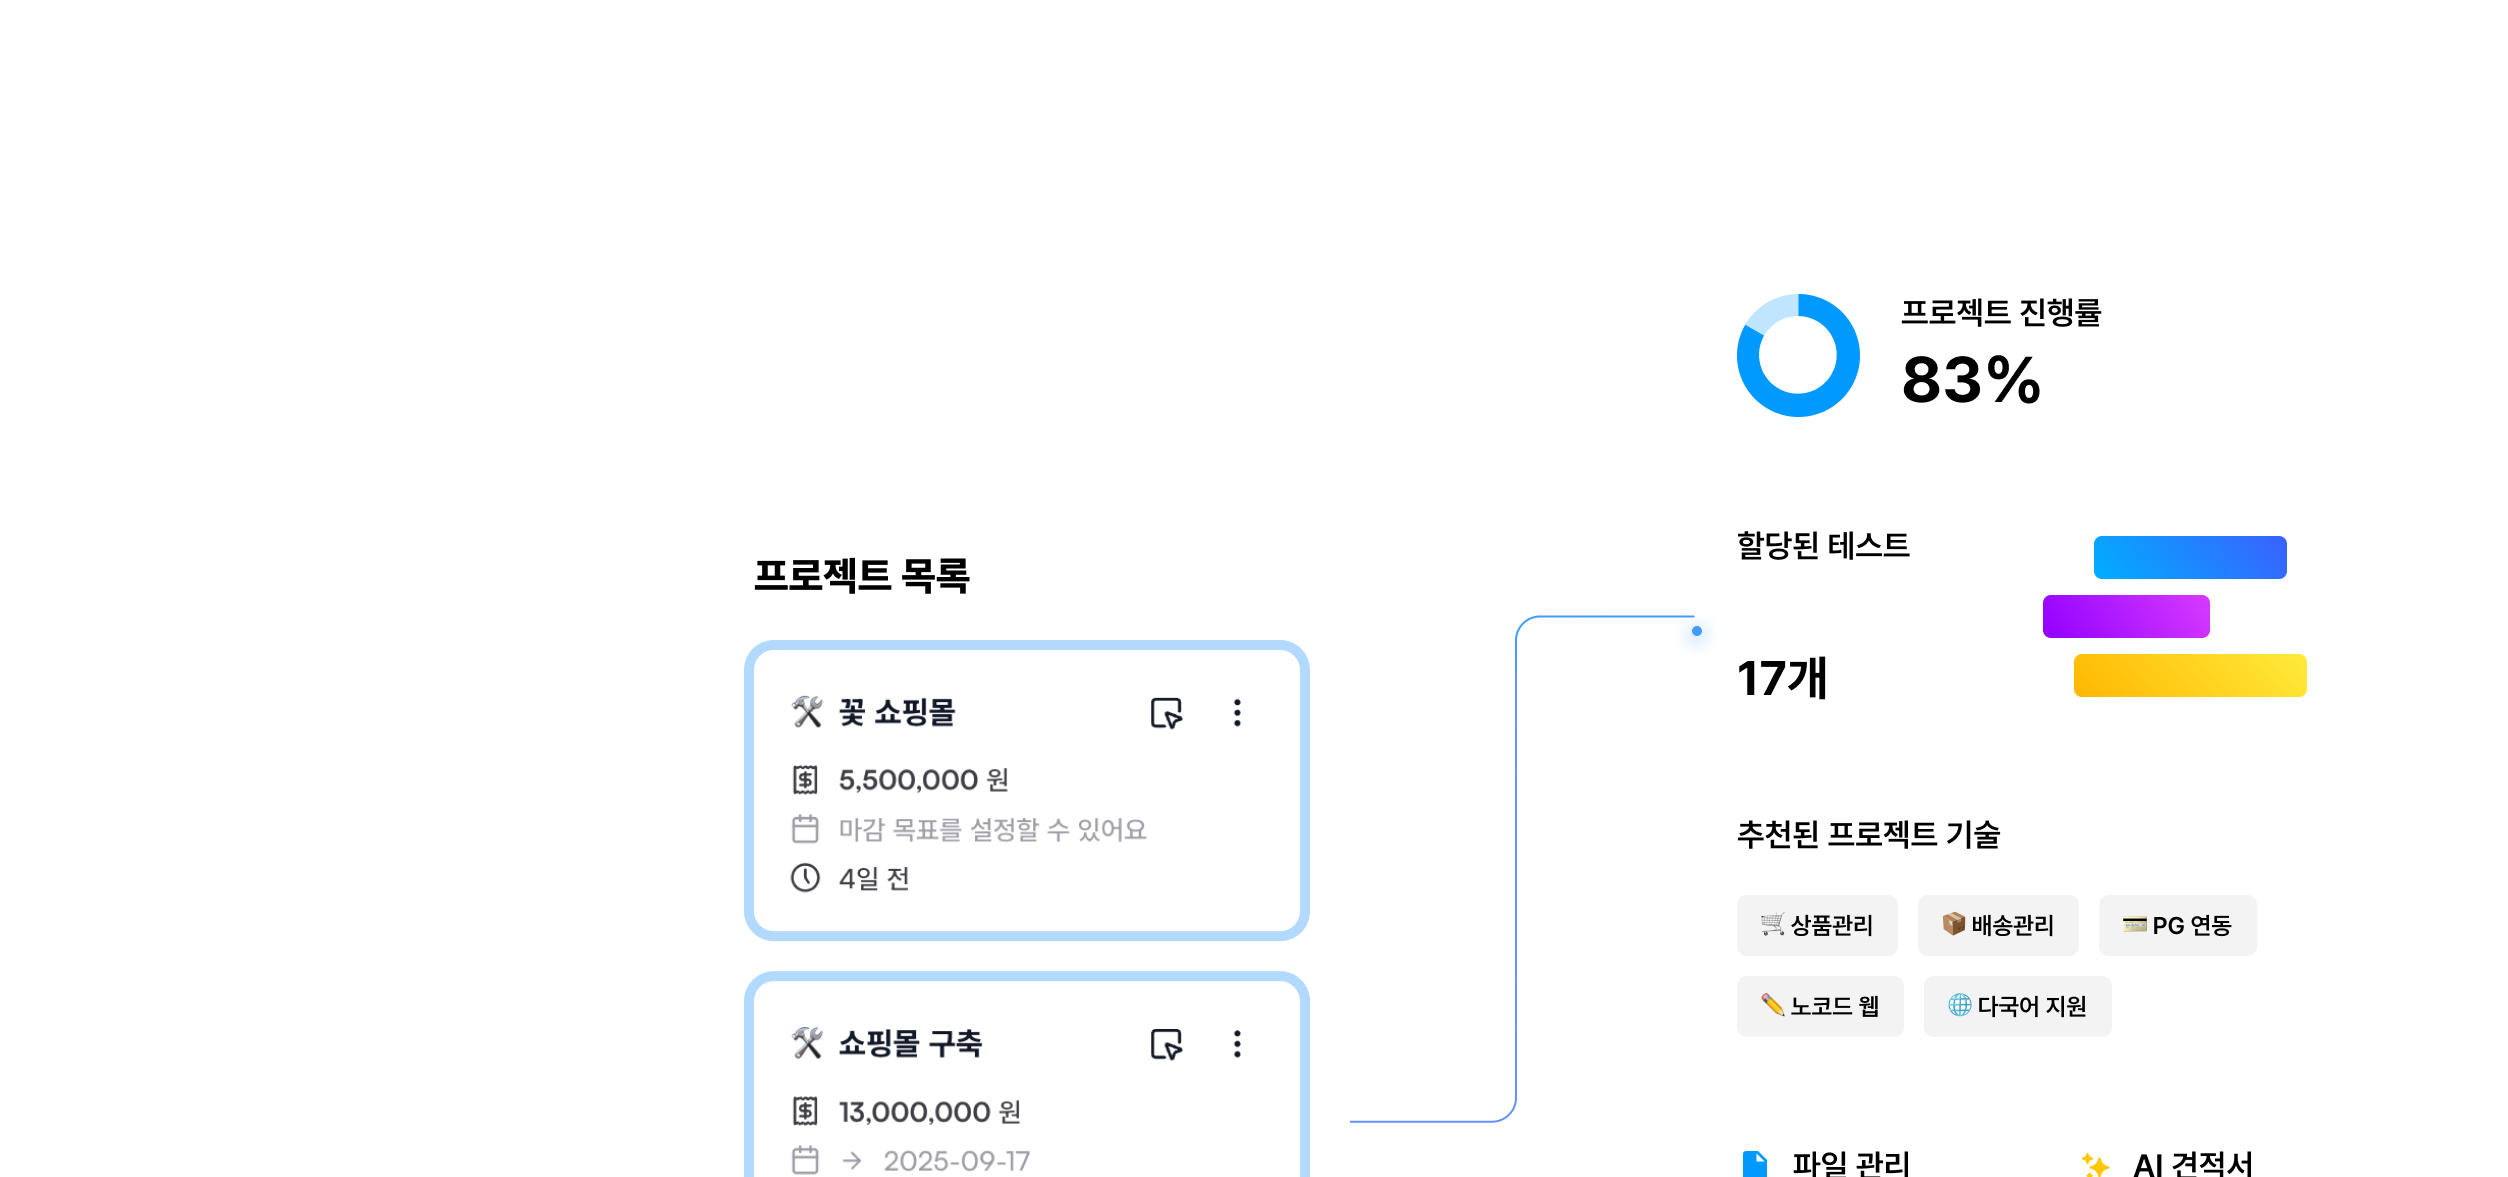 프로젝트 목록
꽃 쇼핑몰
5,500,000 원
마감 목표를 설정할 수 있어요
4일 전
쇼핑몰 구축
13,000,000 원
→ 2025-09-17
프로젝트 진행률
83%
할당된 태스트
17개
추천된 프로젝트 기술
상품관리
배송관리
PG 연동
노코드 웹
다국어 지원
파일 관리
AI 견적서